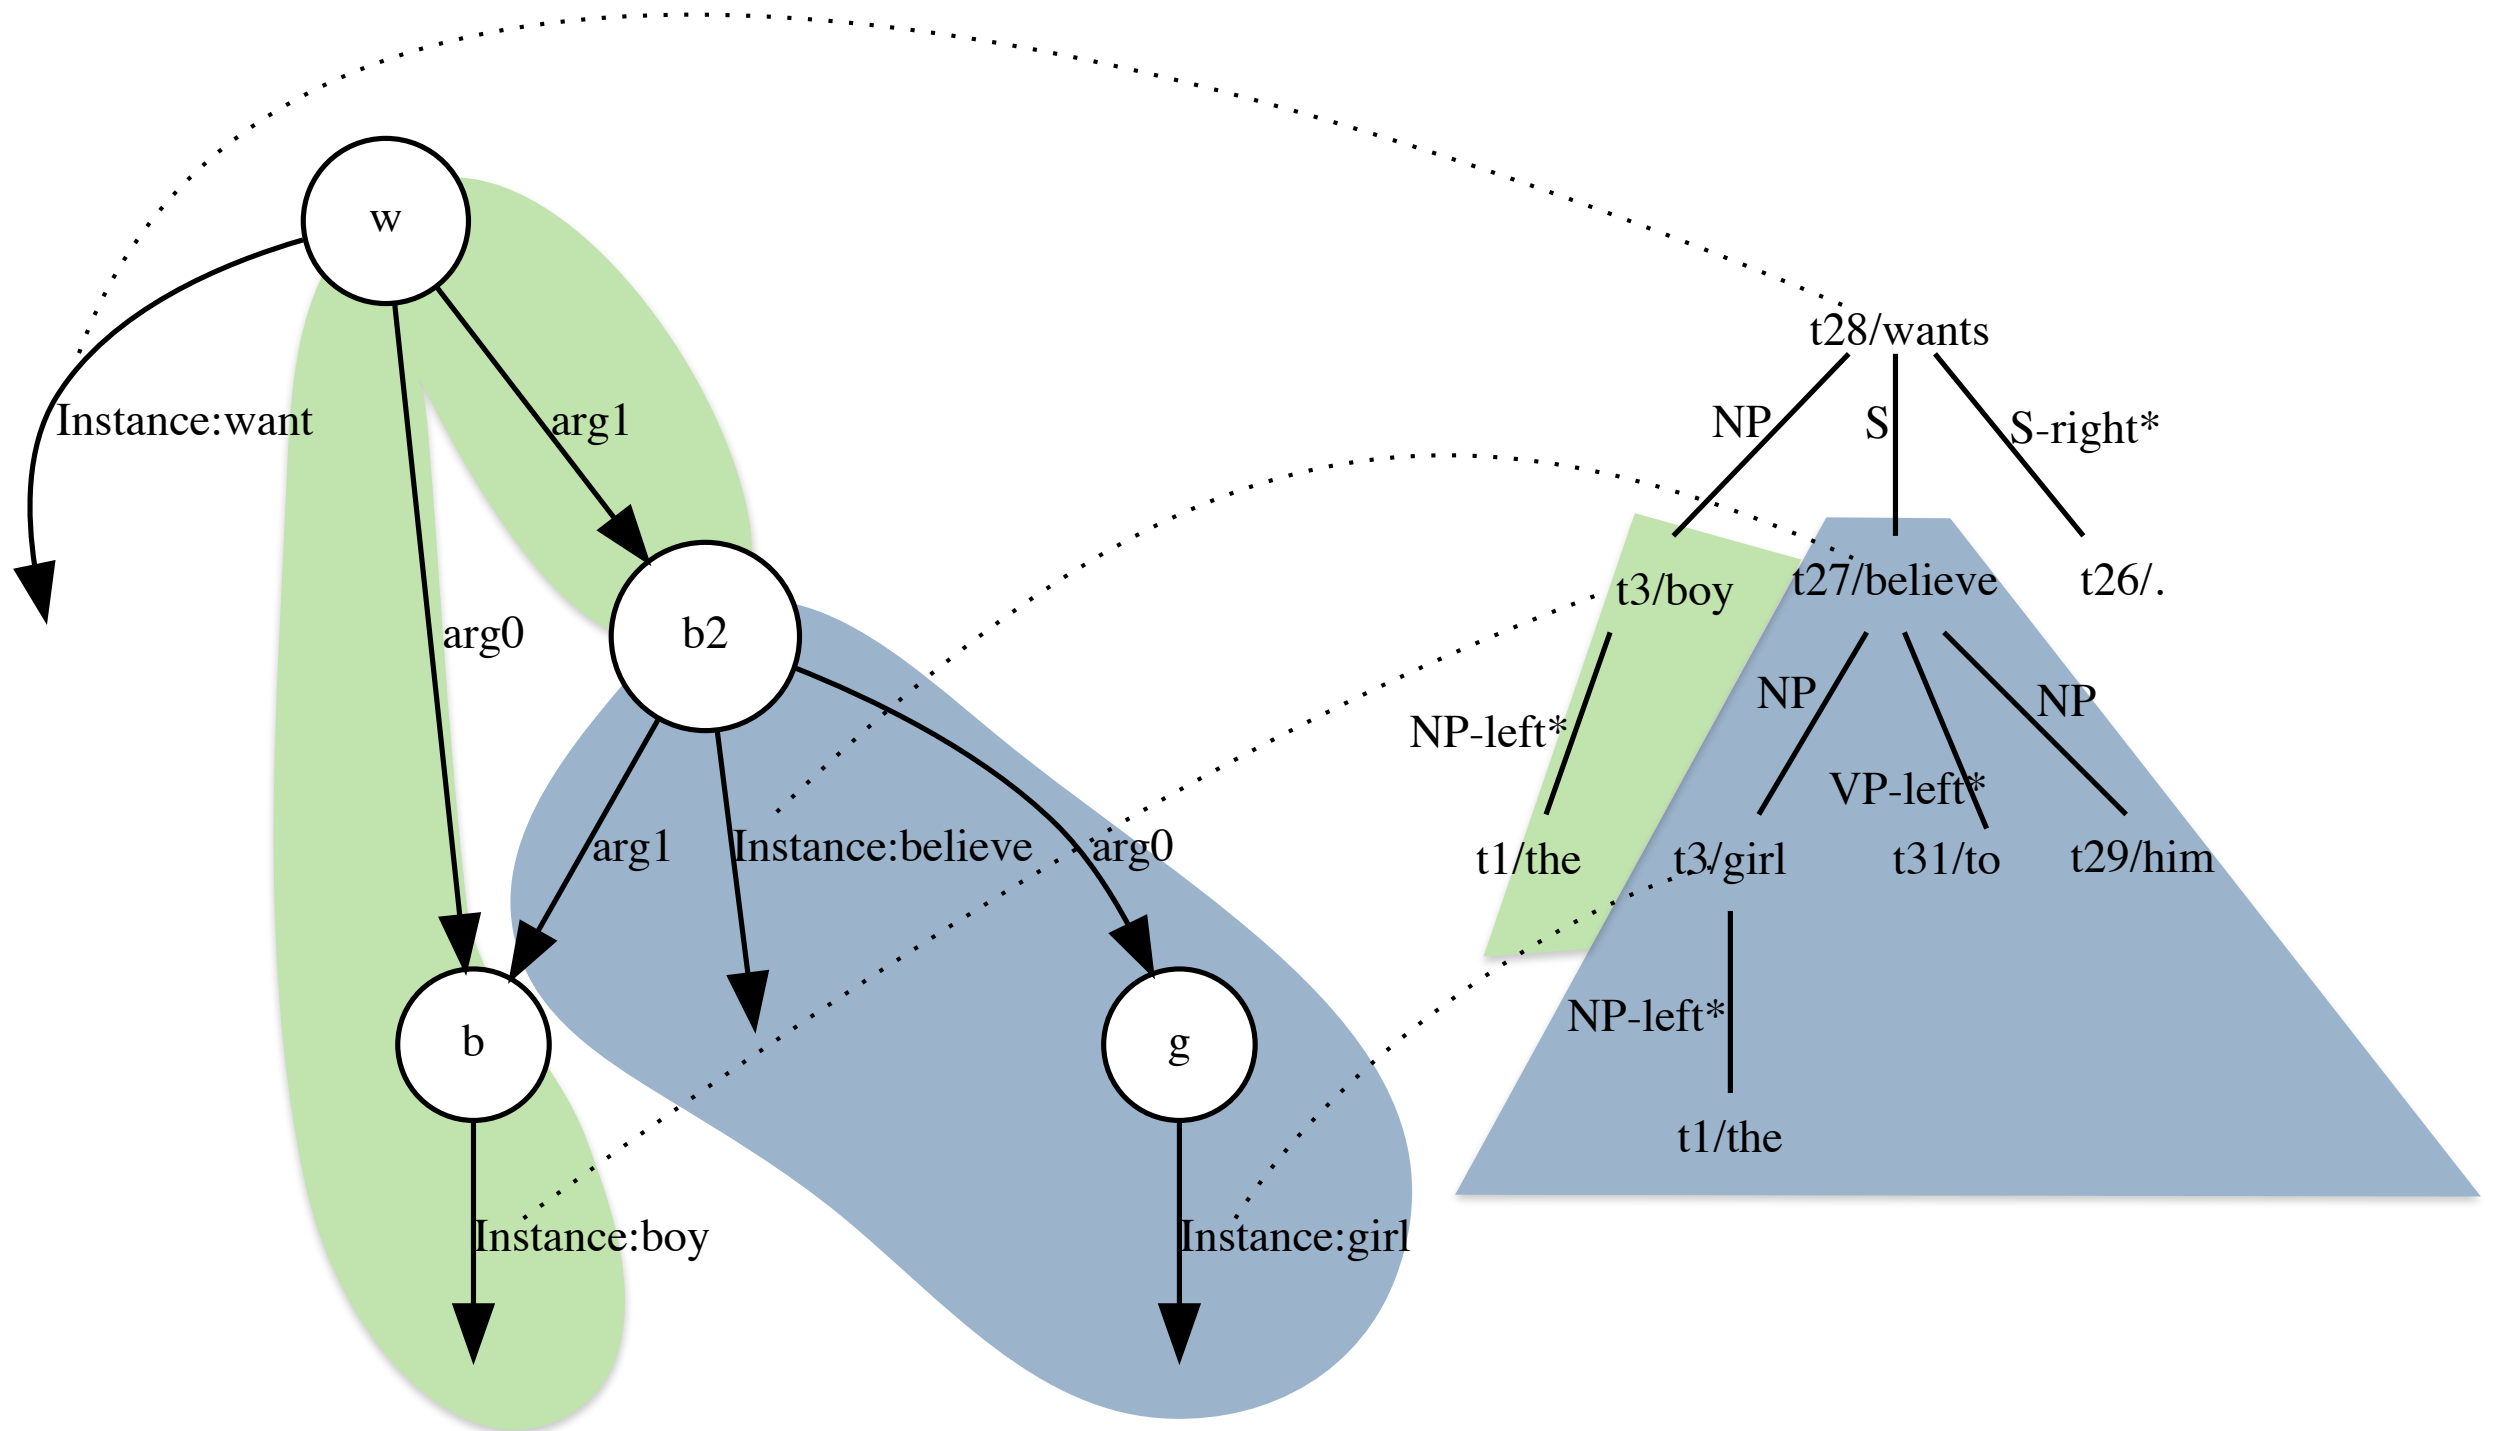 w
t28/wants
Instance:want
arg1
NP
S
S-right*
t3/boy
t27/believe
t26/.
arg0
b2
NP
NP
NP-left*
VP-left*
arg1
Instance:believe
arg0
t1/the
t3/girl
t31/to
t29/him
NP-left*
b
g
t1/the
Instance:boy
Instance:girl